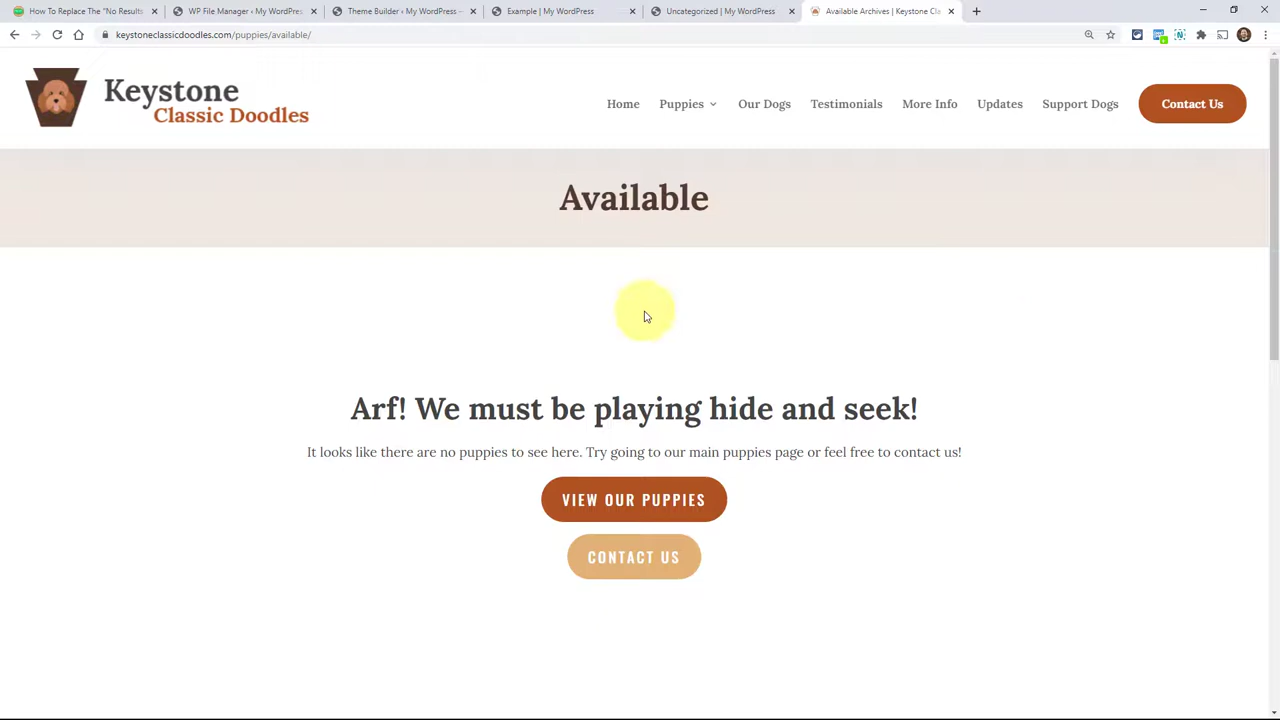 How To Replace The "No Results
WP File Manager ‹ My WordPres
Theme Builder ‹ My WordPress –
Example | My WordPress
Uncategorized | My WordPress
Available Archives | Keystone Cla
keystoneclassicdoodles.com/puppies/available/
Keystone
Classic Doodles
Home
Puppies
Our Dogs
Testimonials
More Info
Updates
Support Dogs
Contact Us
Available
Arf! We must be playing hide and seek!
It looks like there are no puppies to see here. Try going to our main puppies page or feel free to contact us!
VIEW OUR PUPPIES
CONTACT US